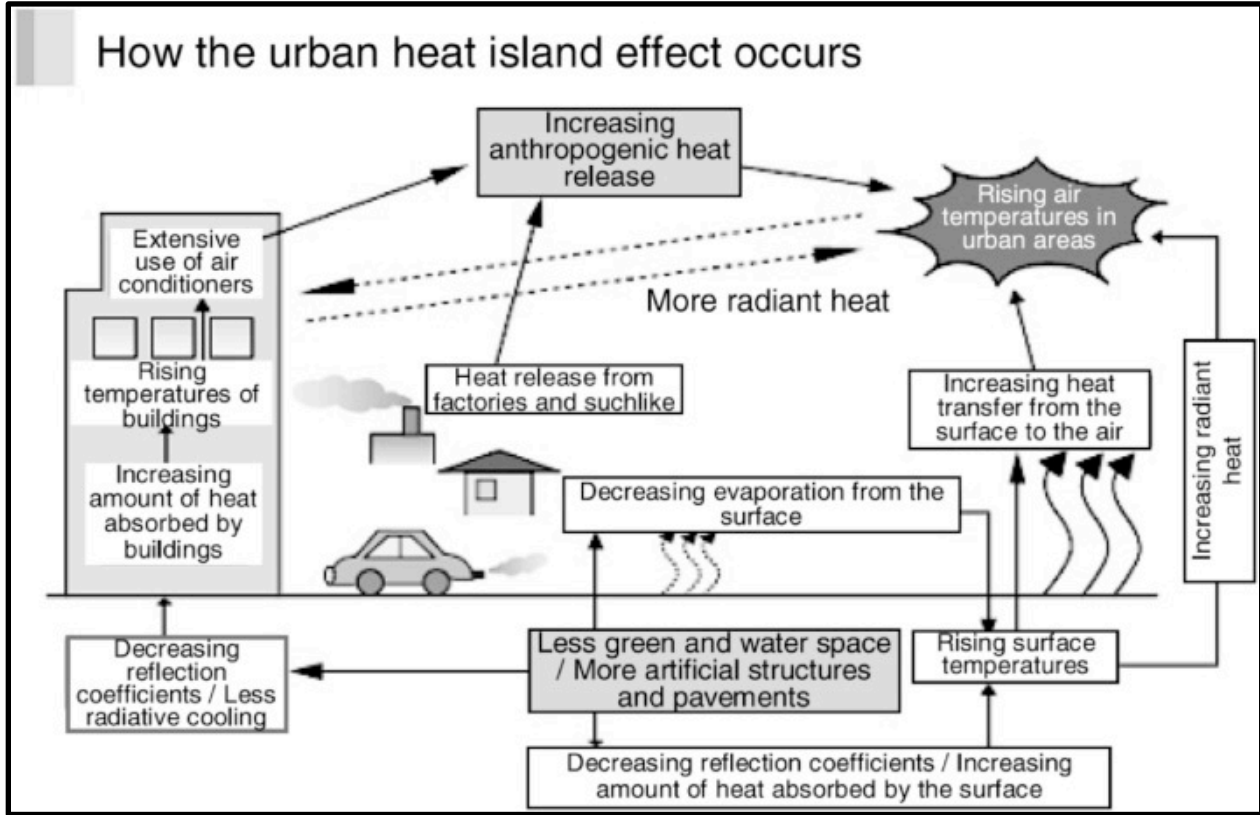 How the urban heat island effect occurs
Increasing
anthropogenic heat
release
Rising air
temperatures in
urban areas
Extensive
use of air
conditioners
More radiant heat
Rising
temperatures of
buildings
Heat release from
factories and suchlike
Increasing heat
transfer from the
surface to the air
Increasing radiant
heat
Increasing
amount of heat
absorbed by
buildings
Decreasing evaporation from the
surface
Decreasing
reflection
coefficients / Less
radiative cooling
Less green and water space
/ More artificial structures
and pavements
Rising surface
temperatures
Decreasing reflection coefficients / Increasing
amount of heat absorbed by the surface